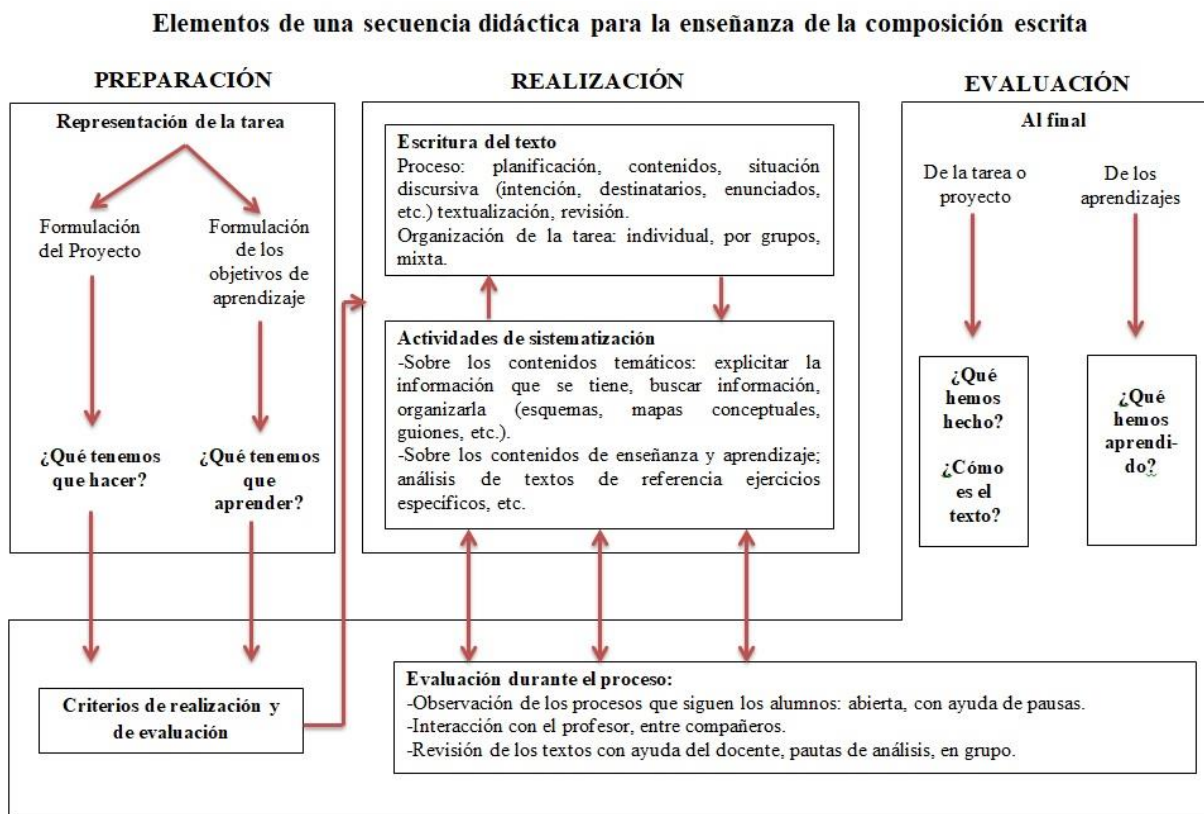 Elementos de una secuencia didáctica para la enseñanza de la composición escrita
PREPARACIÓN
Representación de la tarea
Formulación
del Proyecto
Formulación
de los
objetivos de
aprendizaje
¿Qué tenemos
que hacer?
¿Qué tenemos
que
aprender?
Criterios de realización y
de evaluación
REALIZACIÓN
Escritura del texto
Proceso: planificación, contenidos, situación
discursiva (intención, destinatarios, enunciados,
etc.) textualización, revisión.
Organización de la tarea: individual, por grupos,
mixta.
Actividades de sistematización
-Sobre los contenidos temáticos: explicitar la
información que se tiene, buscar información,
organizarla (esquemas, mapas conceptuales,
guiones, etc.).
-Sobre los contenidos de enseñanza y aprendizaje;
análisis de textos de referencia ejercicios
específicos, etc.
Evaluación durante el proceso:
-Observación de los procesos que siguen los alumnos: abierta, con ayuda de pausas.
-Interacción con el profesor, entre compañeros.
-Revisión de los textos con ayuda del docente, pautas de análisis, en grupo.
EVALUACIÓN
Al final
De la tarea o
proyecto
De los
aprendizajes
¿Qué
hemos
hecho?
¿Cómo
es el
texto?
¿Qué
hemos
aprendi-
do?